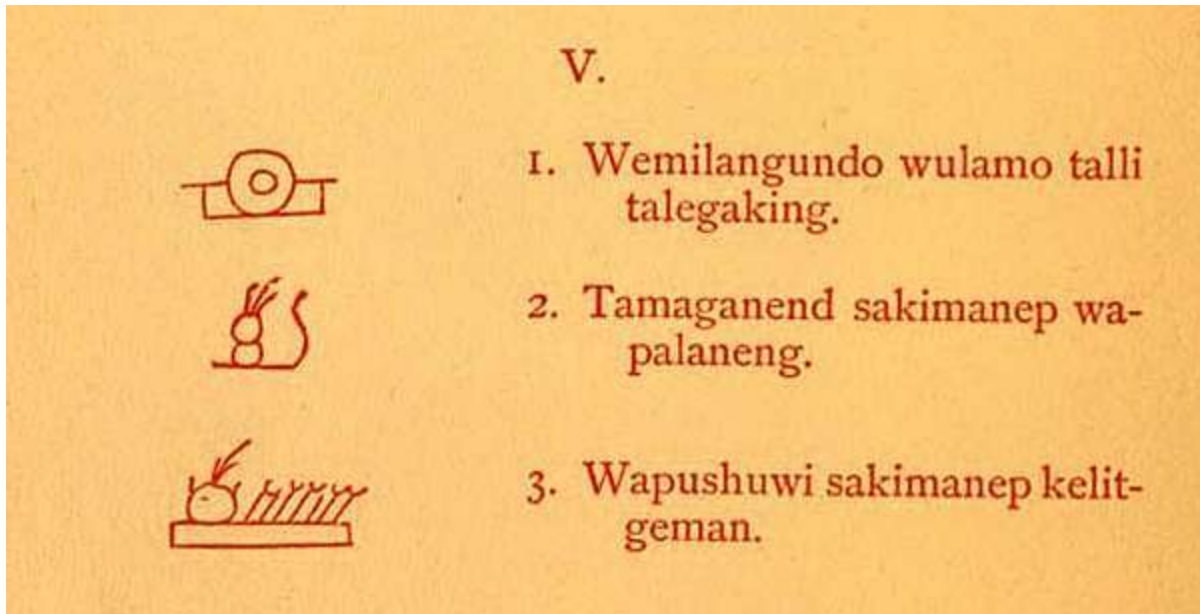 V.
1. Wemilangundo wulamo talli
talegaking.
2. Tamaganend sakimanep wa-
palaneng.
3. Wapushuwi sakimanep kelit-
geman.